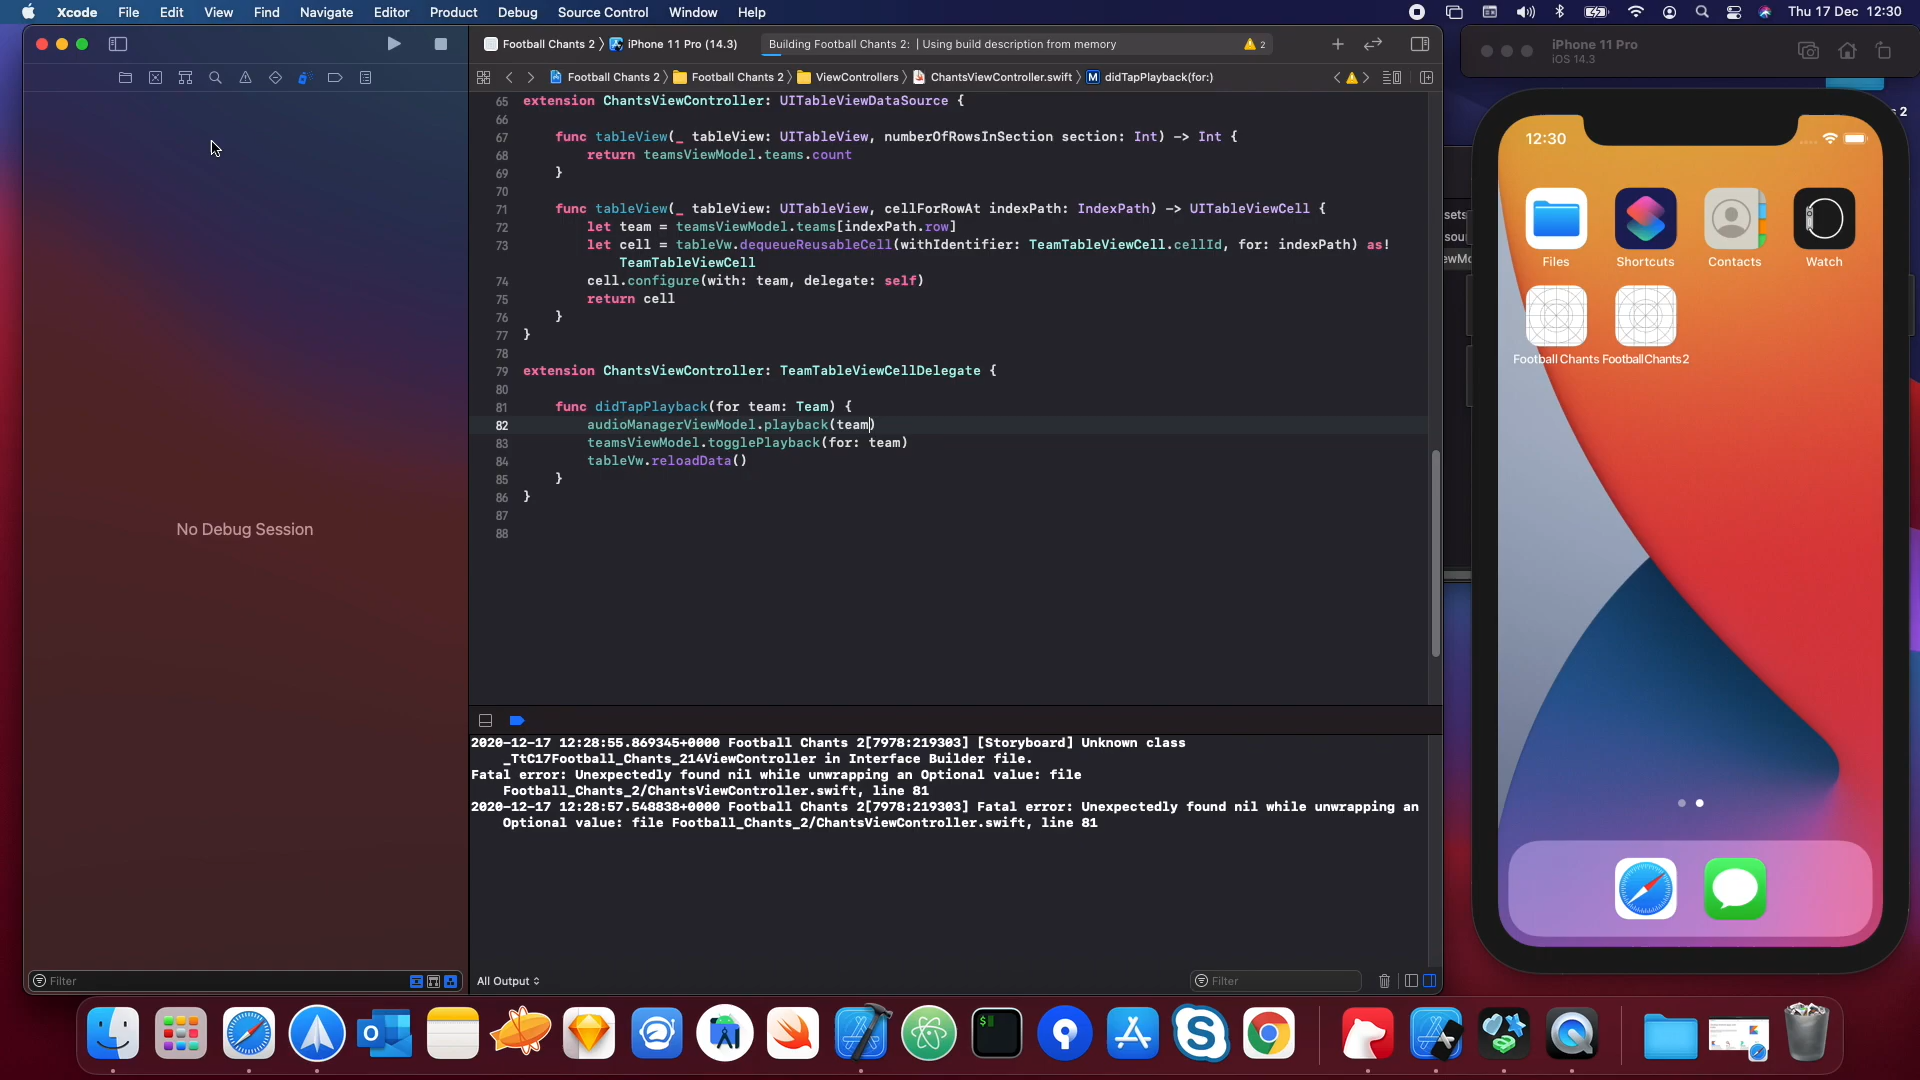 Xcode File Edit View Find Navigate Editor Product Debug Source Control Window Help
Thu 17 Dec 12:30
Football Chants 2 iPhone 11 Pro (14.3)
Building Football Chants 2: | Using build description from memory
2
iPhone 11 Pro
iOS 14.3
Football Chants 2 Football Chants 2 ViewControllers ChantsViewController.swift M didTapPlayback(for:)
65 extension ChantsViewController: UITableViewDataSource {
66
67 func tableView(_ tableView: UITableView, numberOfRowsInSection section: Int) -> Int {
68 return teamsViewModel.teams.count
69 }
70
71 func tableView(_ tableView: UITableView, cellForRowAt indexPath: IndexPath) -> UITableViewCell {
72 let team = teamsViewModel.teams[indexPath.row]
73 let cell = tableVw.dequeueReusableCell(withIdentifier: TeamTableViewCell.cellId, for: indexPath) as!
TeamTableViewCell
74 cell.configure(with: team, delegate: self)
75 return cell
76 }
77 }
78
79 extension ChantsViewController: TeamTableViewCellDelegate {
80
81 func didTapPlayback(for team: Team) {
82 audioManagerViewModel.playback(team)
83 teamsViewModel.togglePlayback(for: team)
84 tableVw.reloadData()
85 }
86 }
87
88
No Debug Session
2020-12-17 12:28:55.869345+0000 Football Chants 2[7978:219303] [Storyboard] Unknown class
_TtC17Football_Chants_214ViewController in Interface Builder file.
Fatal error: Unexpectedly found nil while unwrapping an Optional value: file
Football_Chants_2/ChantsViewController.swift, line 81
2020-12-17 12:28:57.548838+0000 Football Chants 2[7978:219303] Fatal error: Unexpectedly found nil while unwrapping an
Optional value: file Football_Chants_2/ChantsViewController.swift, line 81
Filter
All Output
Filter
s 2
sets
sour
ewMo
12:30
Files Shortcuts Contacts Watch
Football Chants FootballChants2